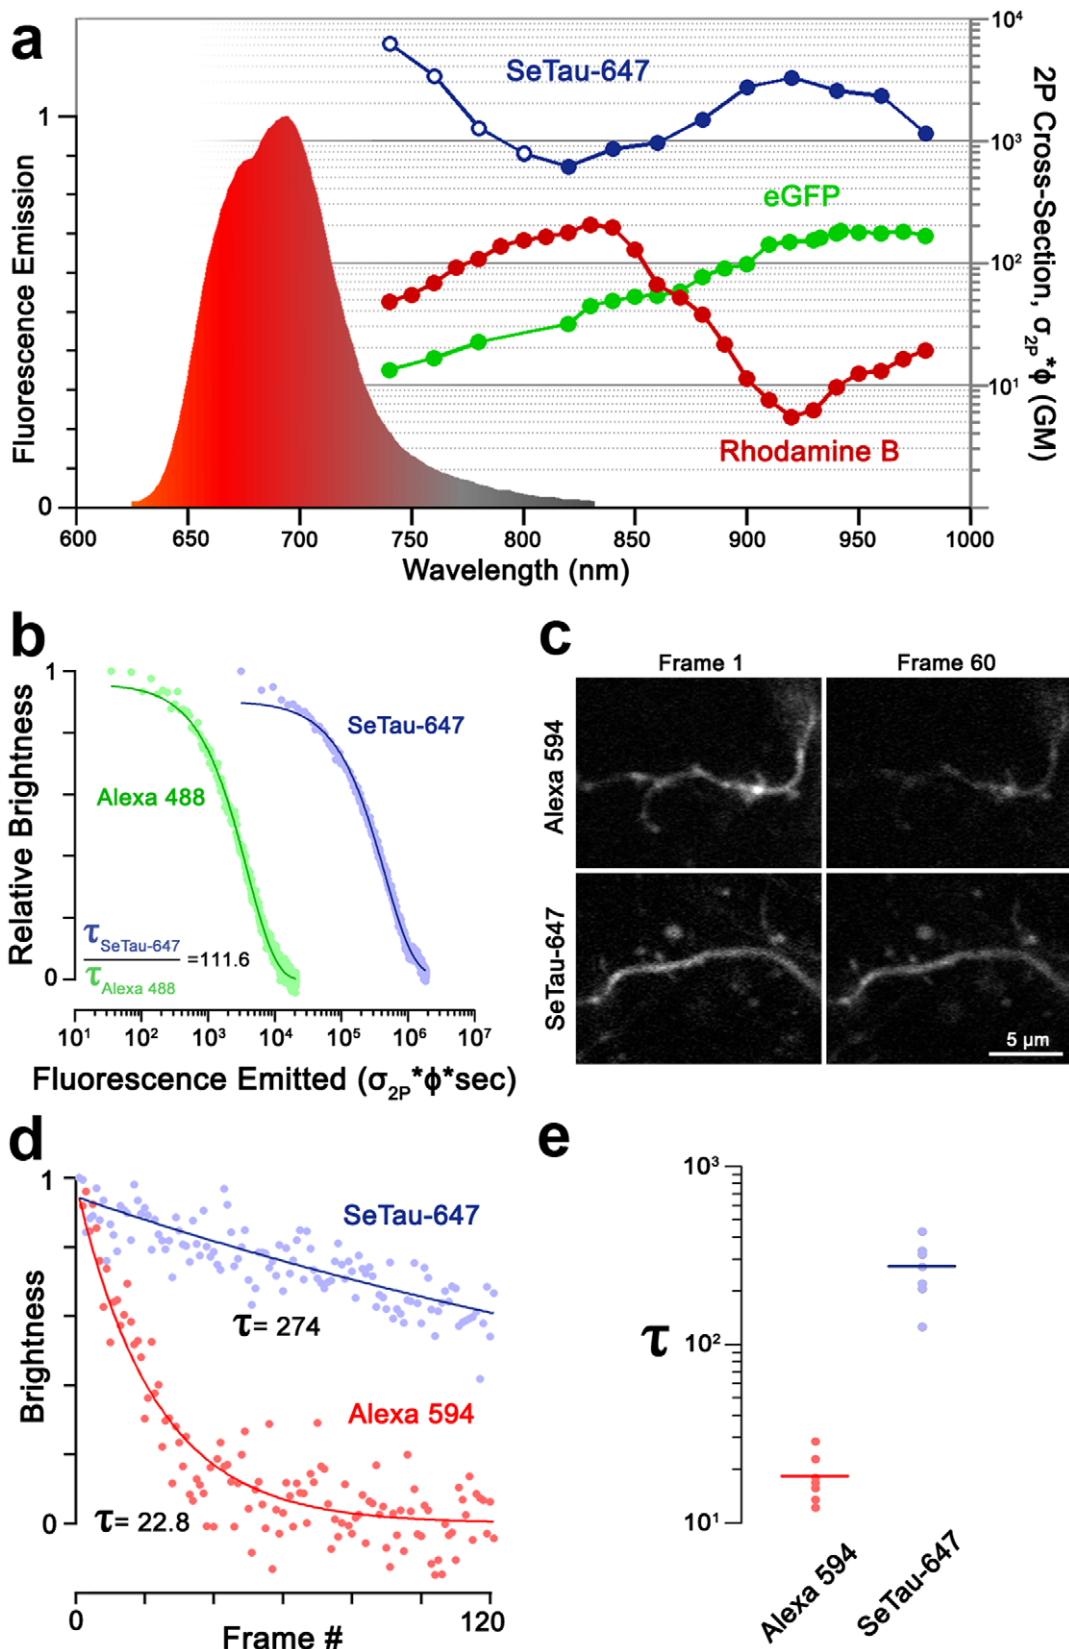 a
Fluorescence Emission
1
0
SeTau-647
eGFP
Rhodamine B
10⁴
10³
10²
10¹
2P Cross-Section, σ₂P*ϕ (GM)
600 650 700 750 800 850 900 950 1000
Wavelength (nm)
b
Relative Brightness
1
0
Alexa 488
SeTau-647
τ SeTau-647
τ Alexa 488
=111.6
10¹ 10² 10³ 10⁴ 10⁵ 10⁶ 10⁷
Fluorescence Emitted (σ₂P*ϕ*sec)
c
Frame 1 Frame 60
Alexa 594
SeTau-647
5 µm
d
Brightness
1
0
SeTau-647
τ= 274
Alexa 594
τ= 22.8
0 120
Frame #
e
τ
10³
10²
10¹
Alexa 594
SeTau-647